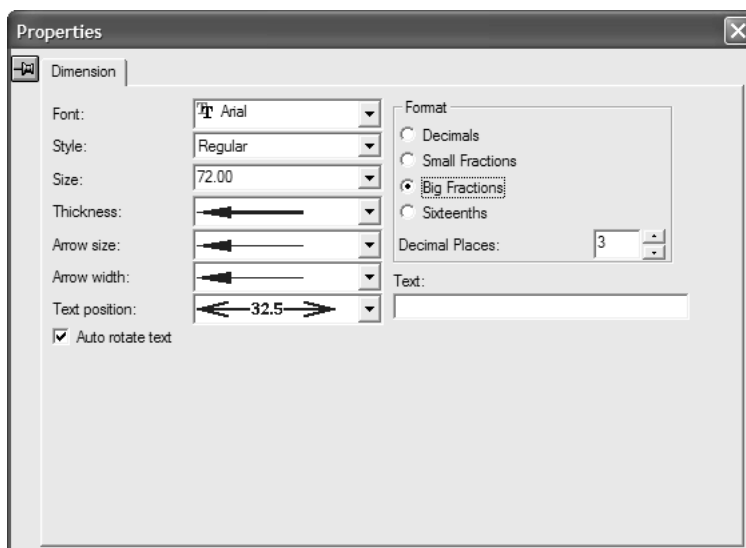 Properties
Dimension
Font:
Arial
Style:
Regular
Size:
72.00
Thickness:
Arrow size:
Arrow width:
Text position:
32.5
Auto rotate text
Format
Decimals
Small Fractions
Big Fractions
Sixteenths
Decimal Places:
3
Text: